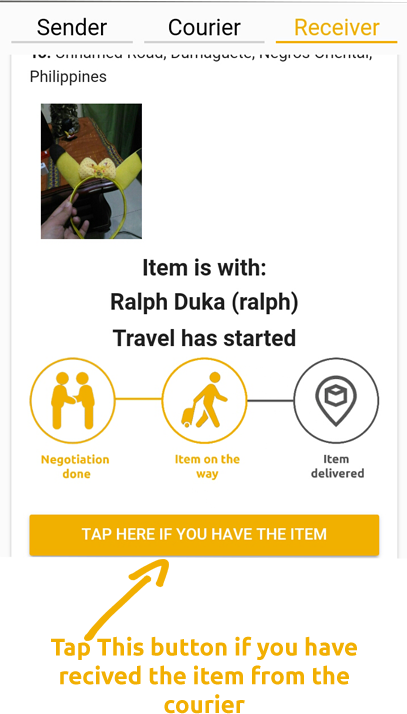 Sender Courier Receiver
To: Unnamed Road, Dumaguete, Negros Oriental,
Philippines
Item is with:
Ralph Duka (ralph)
Travel has started
Negotiation done
Item on the way
Item delivered
TAP HERE IF YOU HAVE THE ITEM
Tap This button if you have
recived the item from the
courier